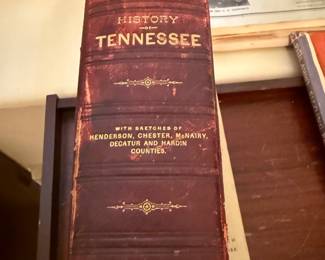 HISTORY
OF
TENNESSEE
WITH SKETCHES OF
HENDERSON, CHESTER, McNAIRY,
DECATUR AND HARDIN
COUNTIES.